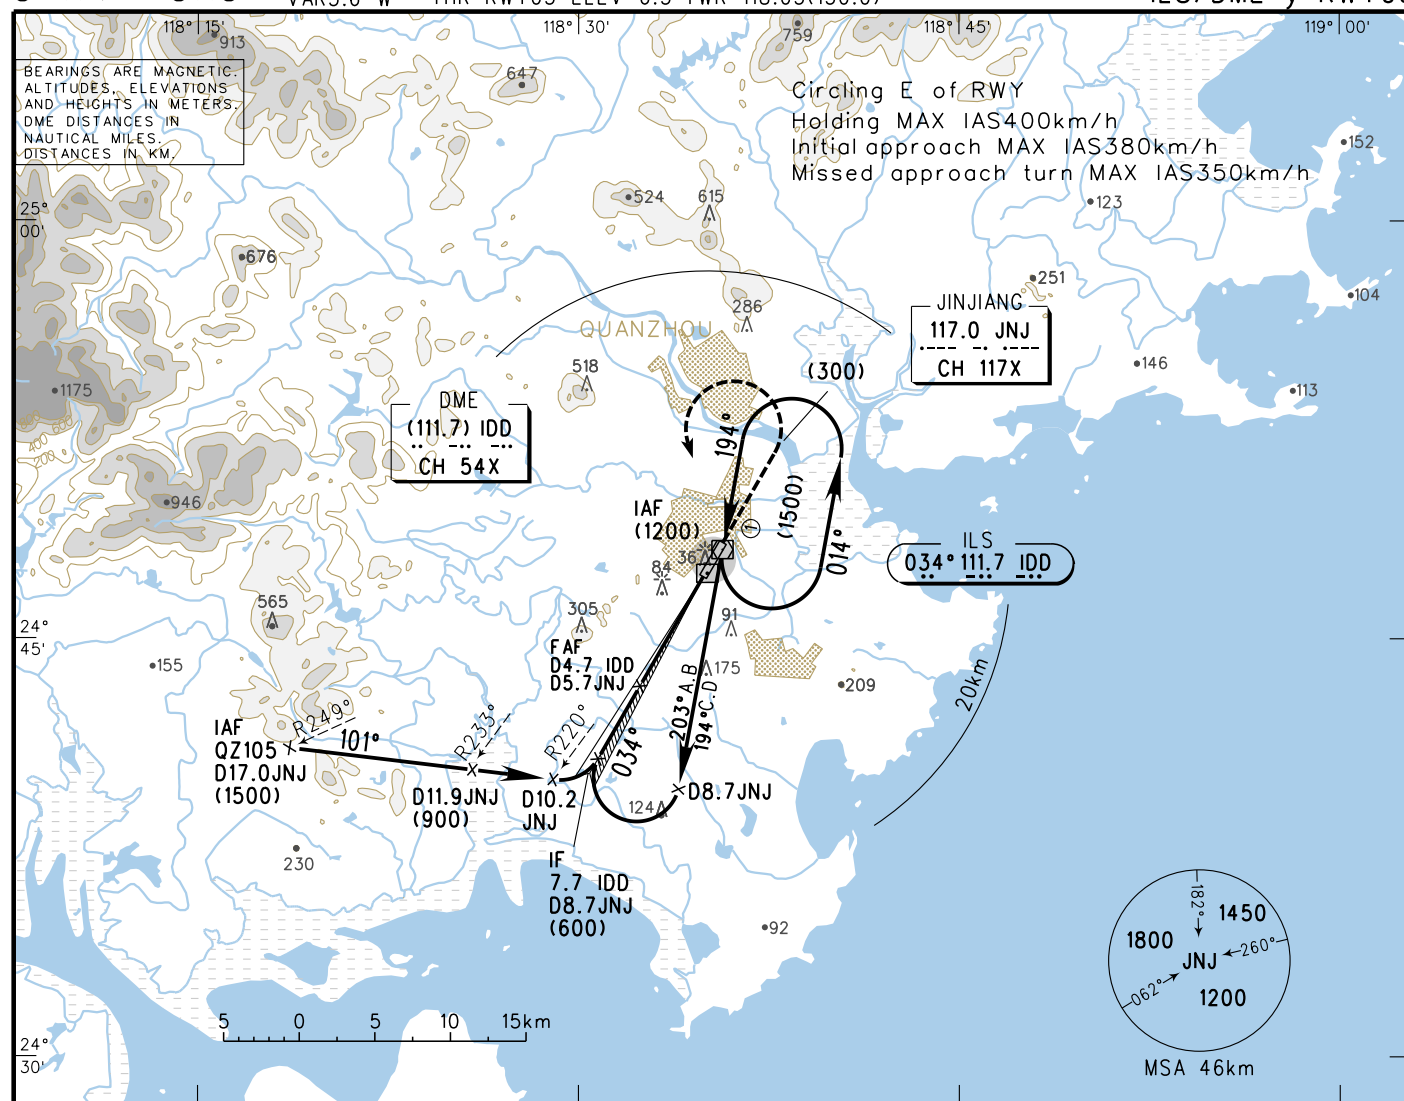 118°15'
118°30'
118°45'
119°00'
BEARINGS ARE MAGNETIC.
ALTITUDES, ELEVATIONS
AND HEIGHTS IN METERS.
DME DISTANCES IN
NAUTICAL MILES.
DISTANCES IN KM.
913
647
759
Circling E of RWY
Holding MAX IAS400km/h
Initial approach MAX IAS380km/h
Missed approach turn MAX IAS350km/h
152
524
615
123
25°
00'
676
251
104
286
QUANZHOU
JINJIANG
117.0 JNJ
CH 117X
146
113
518
(300)
1175
DME
(111.7) IDD
CH 54X
400
600
200
194°
946
IAF
(1200)
1
(1500)
014°
36
84
ILS
034° 111.7 IDD
565
305
91
24°
45'
155
FAF
D4.7 IDD
D5.7JNJ
175
209
20km
203°A.B
194°C.D
IAF
QZ105
D17.0JNJ
(1500)
R249°
101°
R233°
R220°
034°
D11.9JNJ
(900)
D10.2
JNJ
D8.7JNJ
124
230
IF
7.7 IDD
D8.7JNJ
(600)
92
182°
1450
1800
JNJ
260°
062°
1200
MSA 46km
5 0 5 10 15km
24°
30'